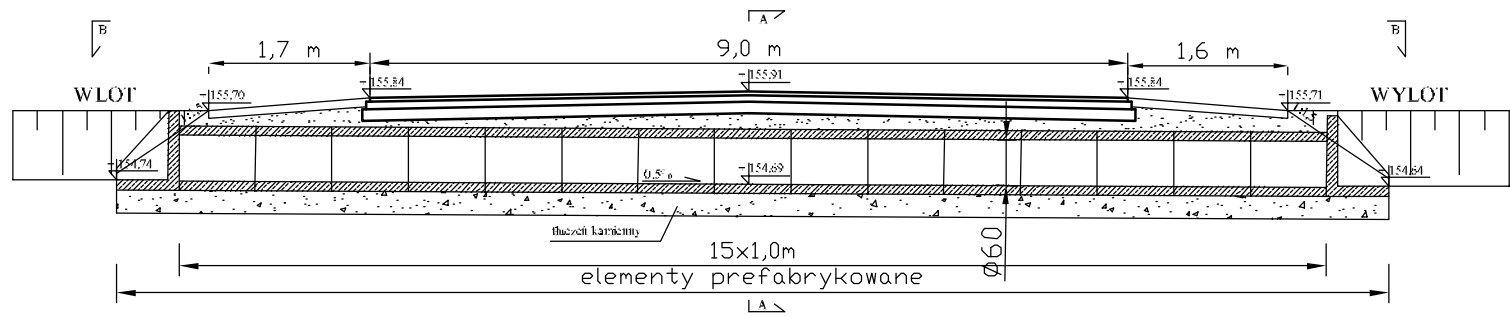 A
B
B
1,7 m
9,0 m
1,6 m
155,91
155,84
155,84
WLOT
155,70
155,71
WYLOT
154,74
0,5%
154,69
154,64
tłuczeń kamienny
Ø60
15x1,0m
elementy prefabrykowane
A